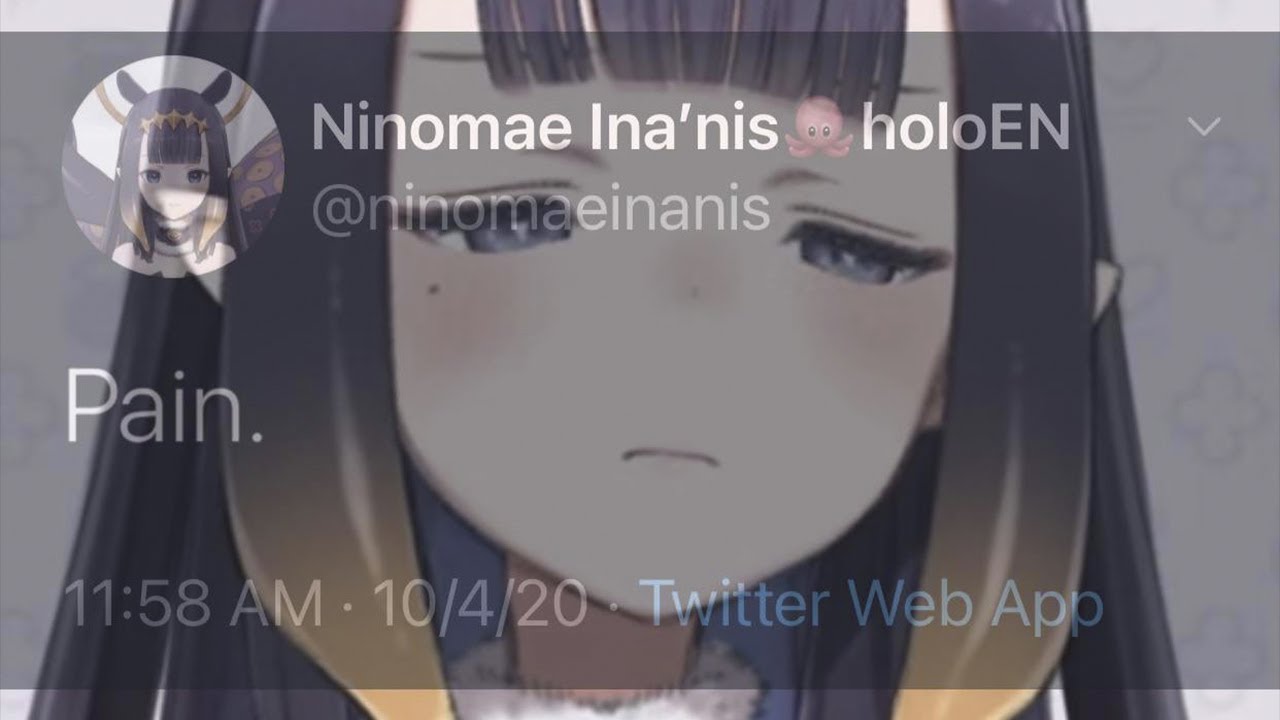 Ninomae Ina’nis🐙holoEN
@ninomaeinanis
Pain.
11:58 AM · 10/4/20 · Twitter Web App